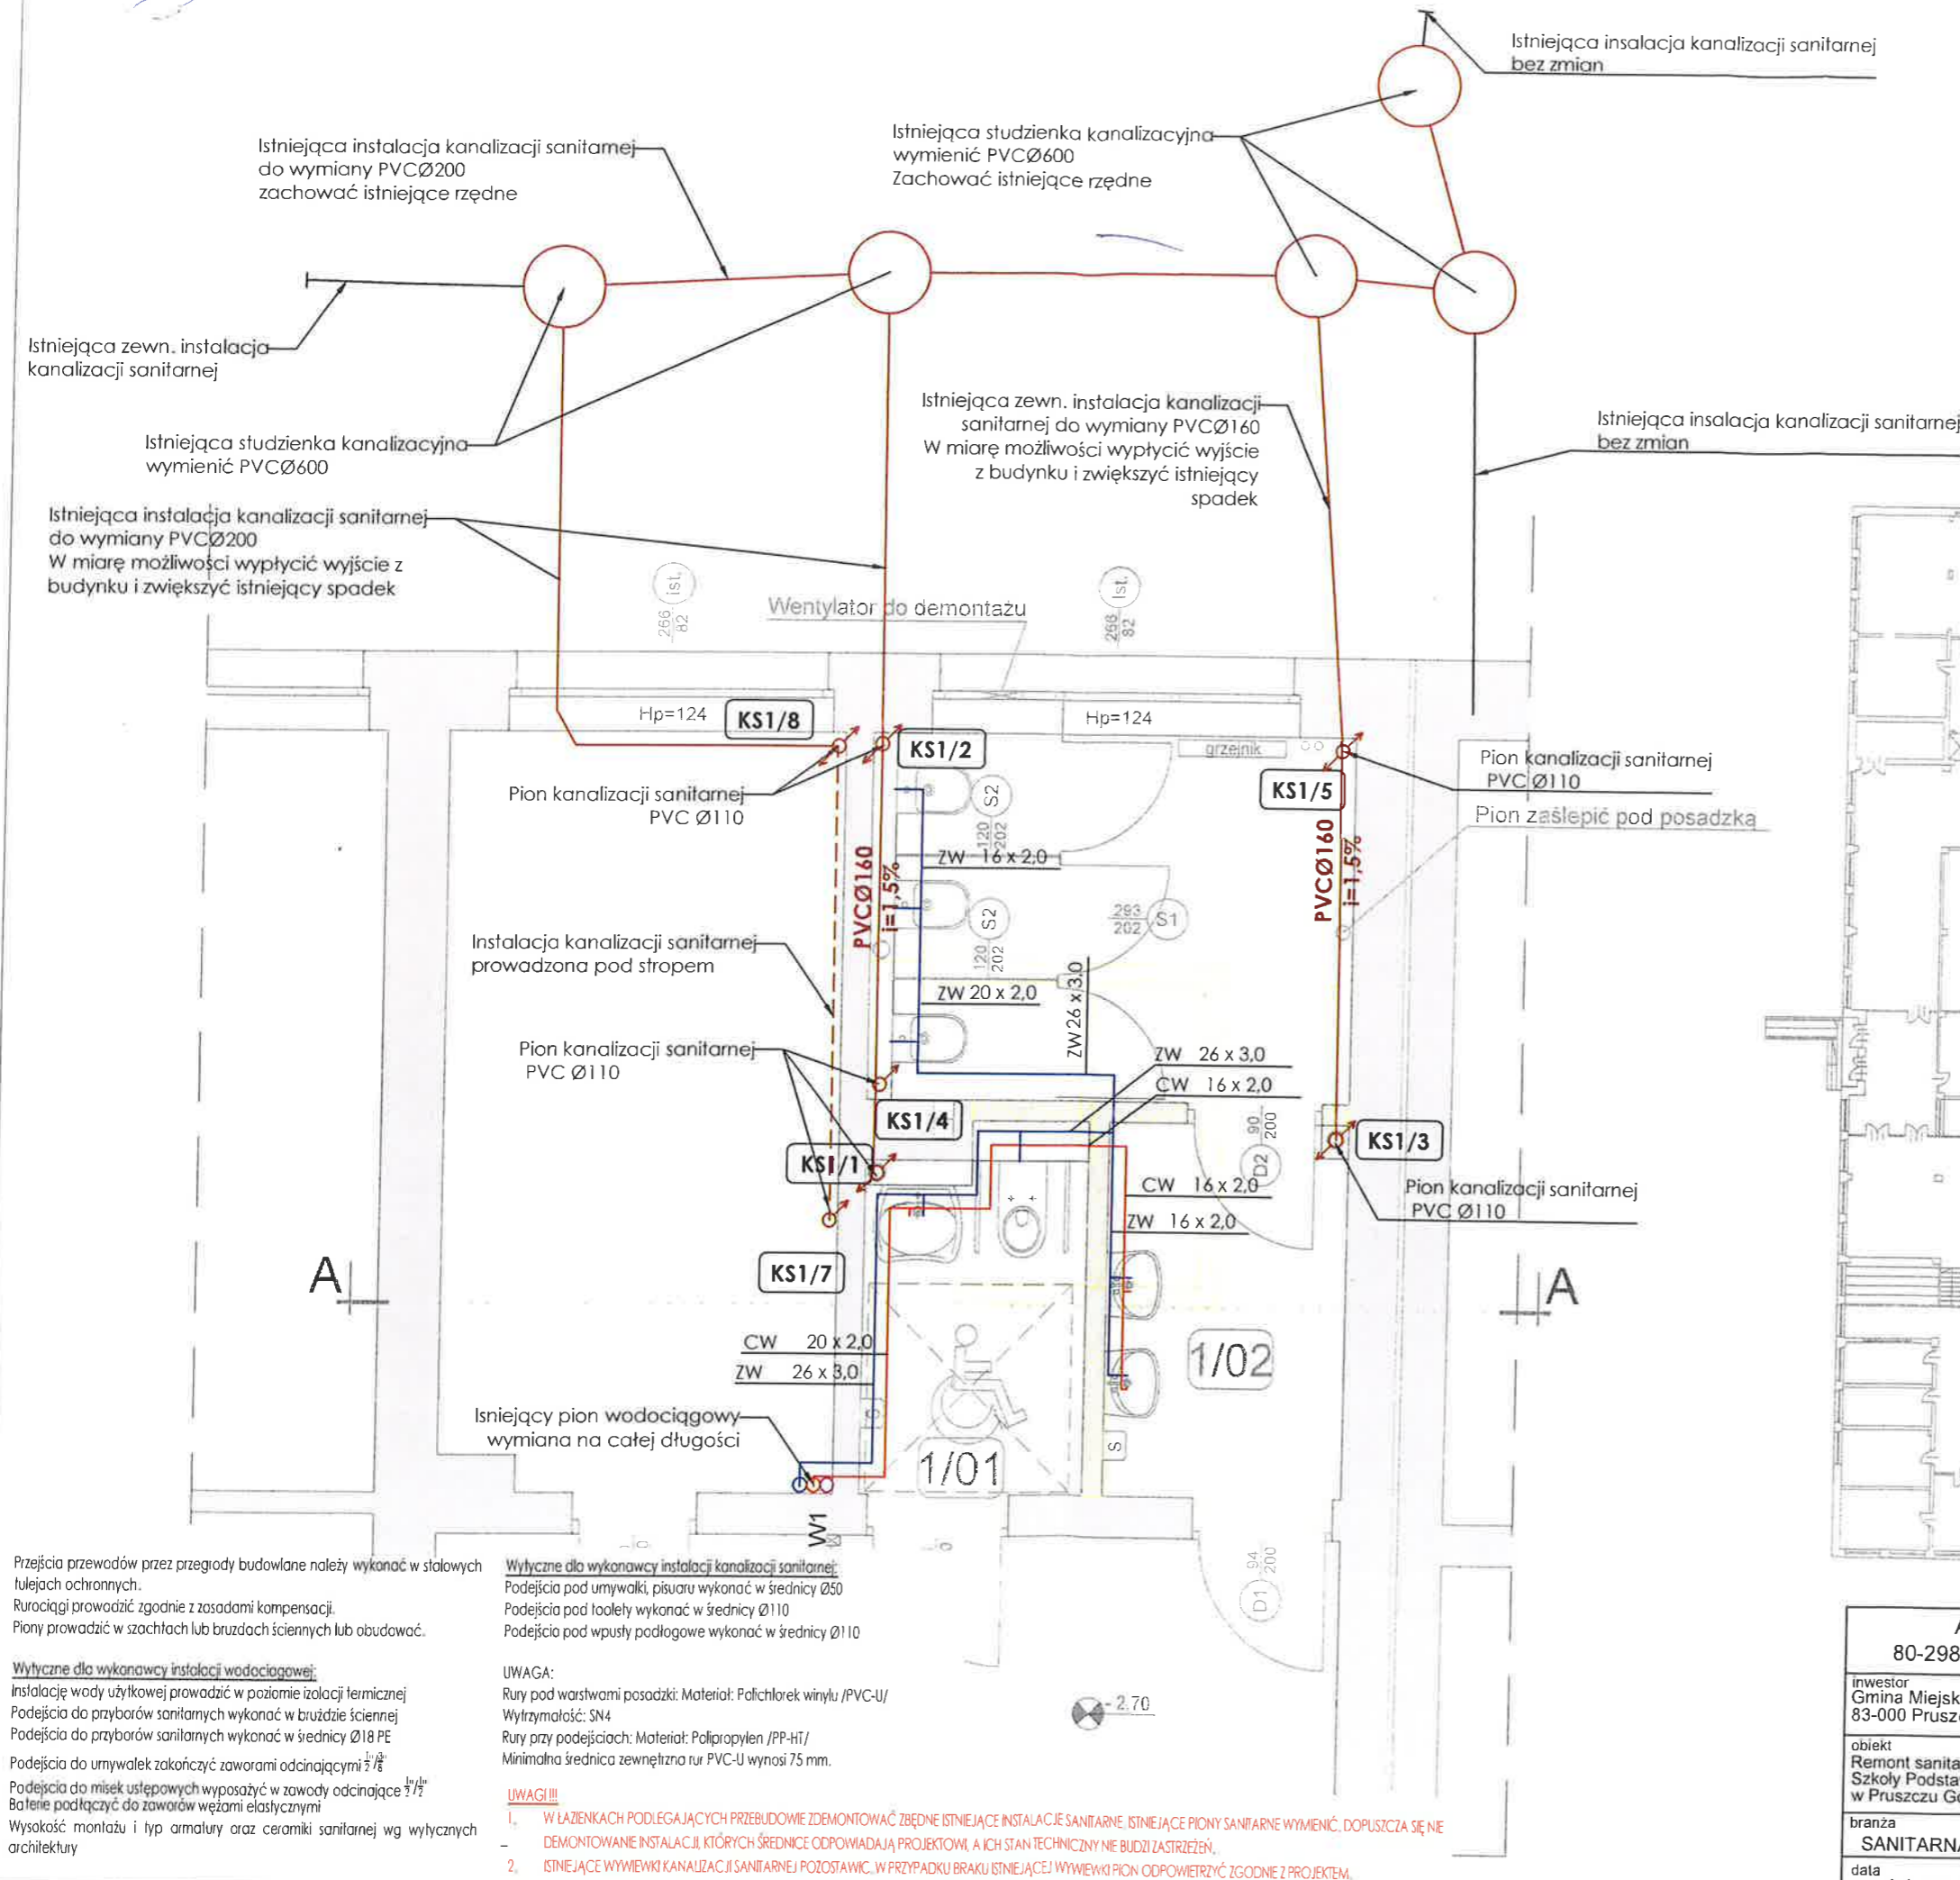 Istniejąca insalacja kanalizacji sanitarnej
bez zmian
Istniejąca instalacja kanalizacji sanitarnej
do wymiany PVCØ200
zachować istniejące rzędne
Istniejąca studzienka kanalizacyjna
wymienić PVCØ600
Zachować istniejące rzędne
Istniejąca zewn. instalacja
kanalizacji sanitarnej
Istniejąca studzienka kanalizacyjna
wymienić PVCØ600
Istniejąca zewn. instalacja kanalizacji
sanitarnej do wymiany PVCØ160
W miarę możliwości wypłycić wyjście
z budynku i zwiększyć istniejący
spadek
Istniejąca insalacja kanalizacji sanitarnej
bez zmian
Istniejąca instalacja kanalizacji sanitarnej
do wymiany PVCØ200
W miarę możliwości wypłycić wyjście z
budynku i zwiększyć istniejący spadek
ist.
266
82
Wentylator do demontażu
ist.
266
82
Hp=124
KS1/8
KS1/2
Hp=124
grzejnik
KS1/5
Pion kanalizacji sanitarnej
PVC Ø110
Pion kanalizacji sanitarnej
PVC Ø110
Pion zaślepić pod posadzką
S2
120
202
ZW 16 x 2,0
PVCØ160
i=1,5%
PVCØ160
i=1,5%
S2
120
202
293
202
S1
Instalacja kanalizacji sanitarnej
prowadzona pod stropem
ZW 20 x 2,0
ZW 26 x 3,0
Pion kanalizacji sanitarnej
PVC Ø110
ZW 26 x 3,0
CW 16 x 2,0
KS1/4
D2
90
200
KS1/3
KS1/1
CW 16 x 2,0
ZW 16 x 2,0
Pion kanalizacji sanitarnej
PVC Ø110
KS1/7
A
A
CW 20 x 2,0
ZW 26 x 3,0
1/02
Isniejący pion wodociągowy
wymiana na całej długości
S
1/01
W1
D1
94
200
-2.70
Przejścia przewodów przez przegrody budowlane należy wykonać w stalowych
tulejach ochronnych.
Rurociągi prowadzić zgodnie z zasadami kompensacji.
Piony prowadzić w szachtach lub bruzdach ściennych lub obudować.
Wytyczne dla wykonawcy instalacji wodociągowej:
Instalację wody użytkowej prowadzić w poziomie izolacji termicznej
Podejścia do przyborów sanitarnych wykonać w bruździe ściennej
Podejścia do przyborów sanitarnych wykonać w średnicy Ø18 PE
Podejścia do umywalek zakończyć zaworami odcinającymi
Podejścia do misek ustępowych wyposażyć w zawody odcinające
Baterie podłączyć do zaworów wężami elastycznymi
Wysokość montażu i typ armatury oraz ceramiki sanitarnej wg wytycznych
architektury
Wytyczne dla wykonawcy instalacji kanalizacji sanitarnej:
Podejścia pod umywalki, pisuaru wykonać w średnicy Ø50
Podejścia pod toalety wykonać w średnicy Ø110
Podejścia pod wpusty podłogowe wykonać w średnicy Ø110
UWAGA:
Rury pod warstwami posadzki: Materiał: Polichlorek winylu /PVC-U/
Wytrzymałość: SN4
Rury przy podejściach: Materiał: Polipropylen /PP-HT/
Minimalna średnica zewnętrzna rur PVC-U wynosi 75 mm.
UWAGI!!!
1. W ŁAZIENKACH PODLEGAJĄCYCH PRZEBUDOWIE ZDEMONTOWAĆ ZBĘDNE ISTNIEJĄCE INSTALACJE SANITARNE. ISTNIEJĄCE PIONY SANITARNE WYMIENIĆ. DOPUSZCZA SIĘ NIE
DEMONTOWANIE INSTALACJI, KTÓRYCH ŚREDNICE ODPOWIADAJĄ PROJEKTOWI, A ICH STAN TECHNICZNY NIE BUDZI ZASTRZEŻEŃ.
2. ISTNIEJĄCE WYWIEWKI KANALIZACJI SANITARNEJ POZOSTAWIĆ. W PRZYPADKU BRAKU ISTNIEJĄCEJ WYWIEWKI PION ODPOWIETRZYĆ ZGODNIE Z PROJEKTEM.
80-298
inwestor
Gmina Miejsk
83-000 Prusz
obiekt
Remont sanita
Szkoły Podsta
w Pruszczu G
branża
SANITARNA
data